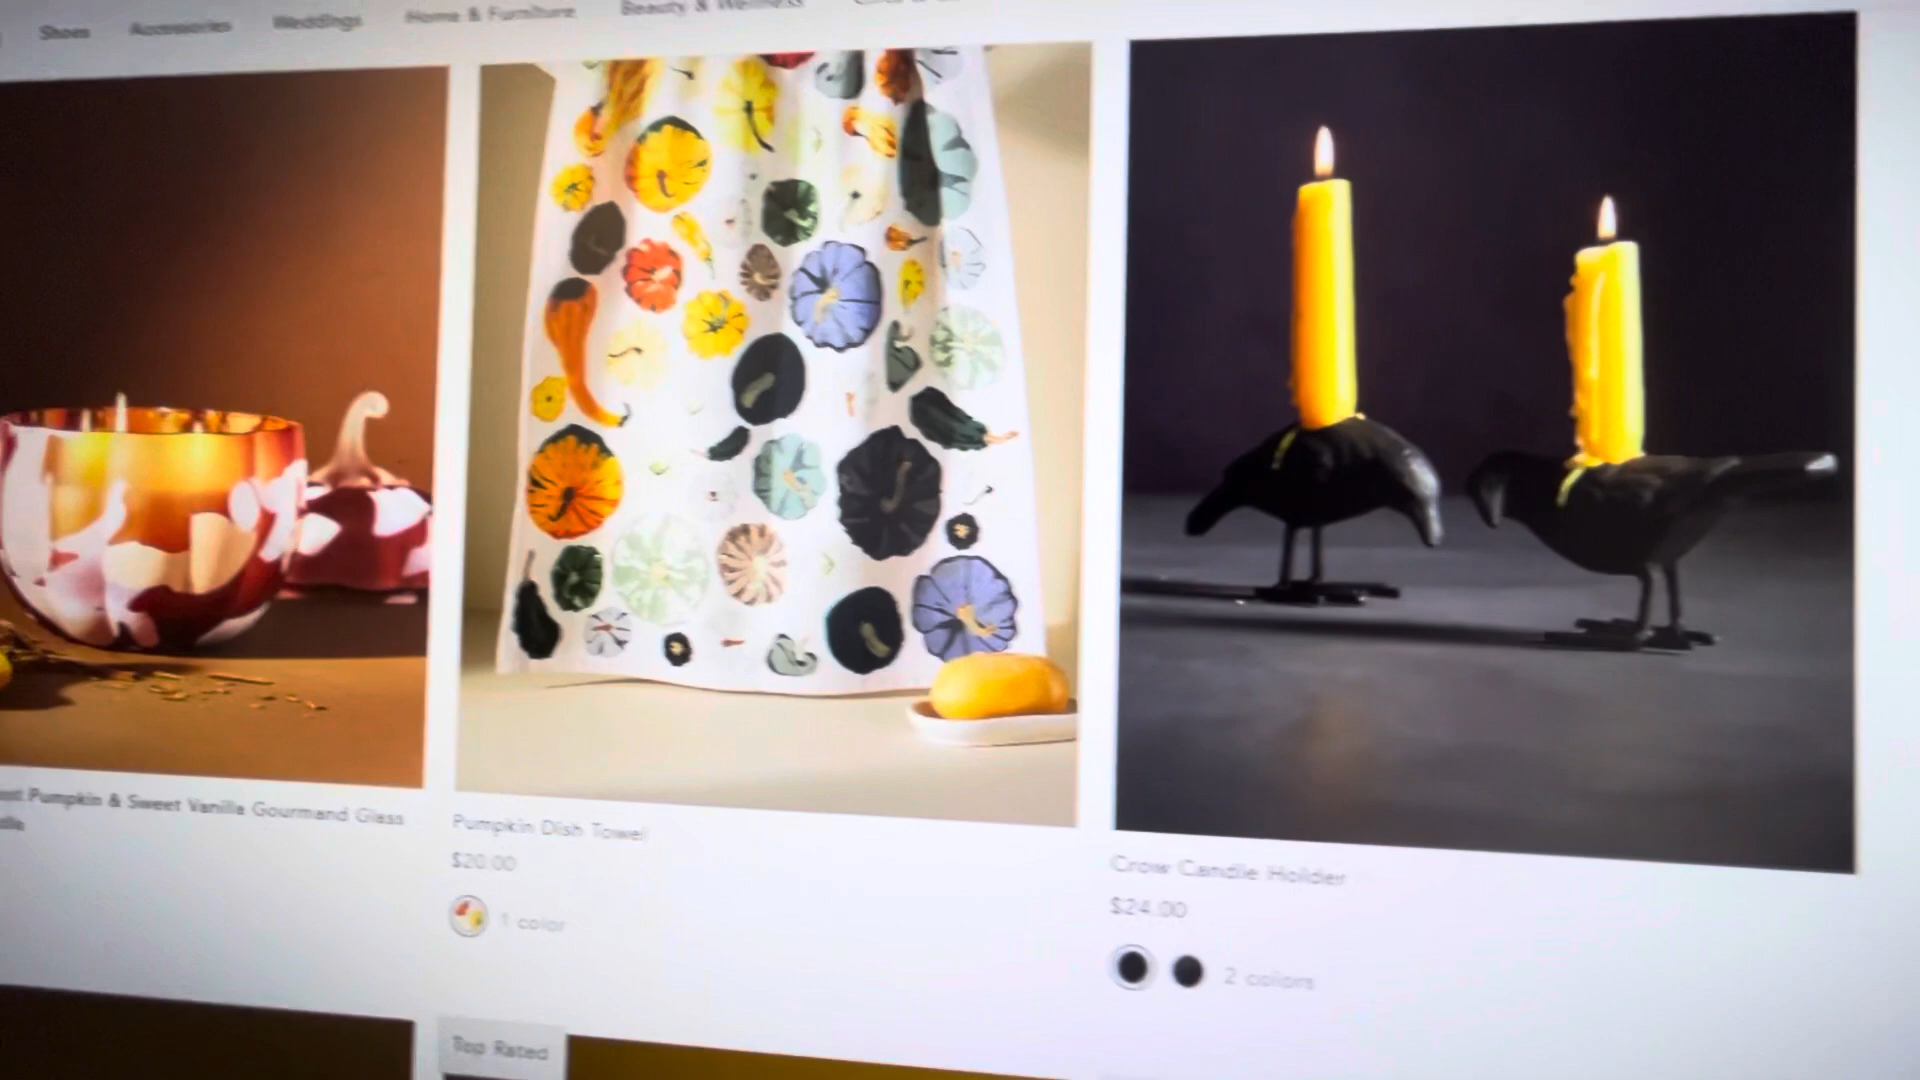 Shoes Accessories Weddings Home & Furniture Beauty & Wellness
Pumpkin & Sweet Vanilla Gourmand Glass
Pumpkin Dish Towel
$20.00
1 color
Crow Candle Holder
$24.00
2 colors
Top Rated